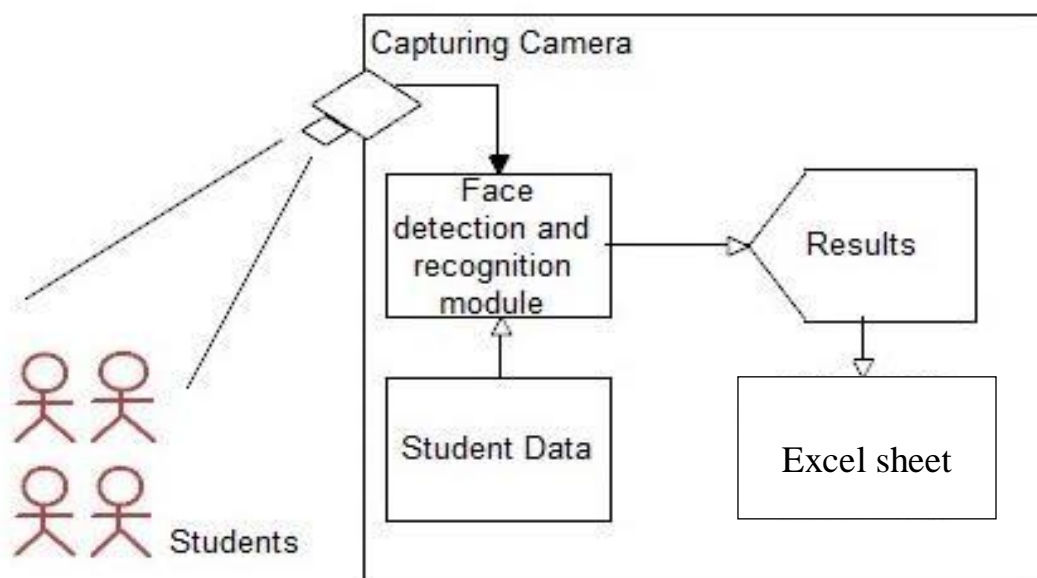 Capturing Camera
Face
detection and
recognition
module
Results
Student Data
Excel sheet
Students